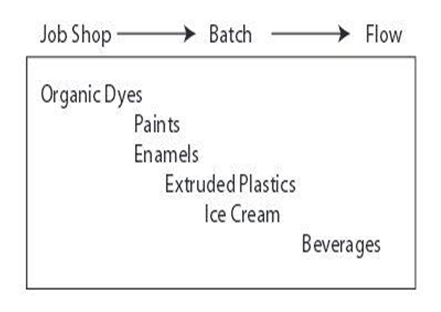 Job Shop Batch Flow
Organic Dyes
Paints
Enamels
Extruded Plastics
Ice Cream
Beverages